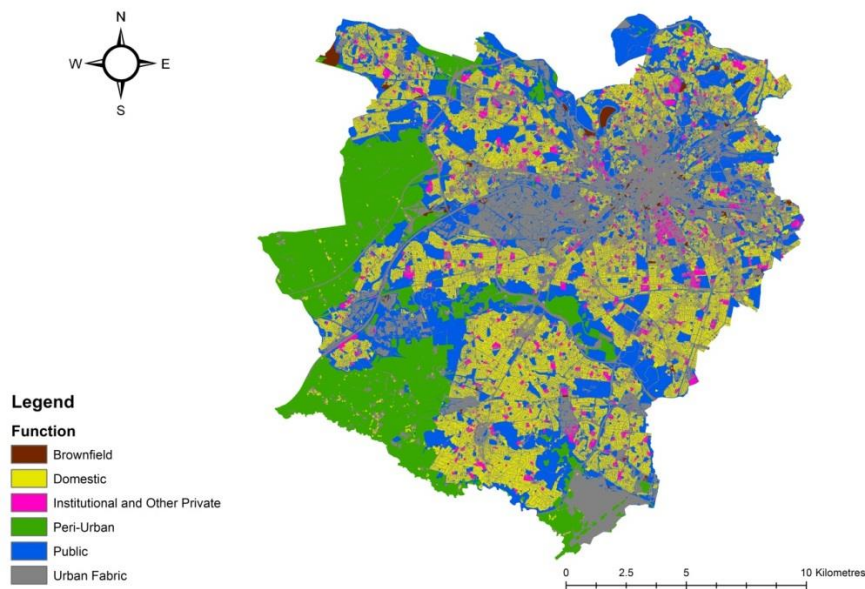 N
W E
S
Legend
Function
Brownfield
Domestic
Institutional and Other Private
Peri-Urban
Public
Urban Fabric
0 2.5 5 10 Kilometres